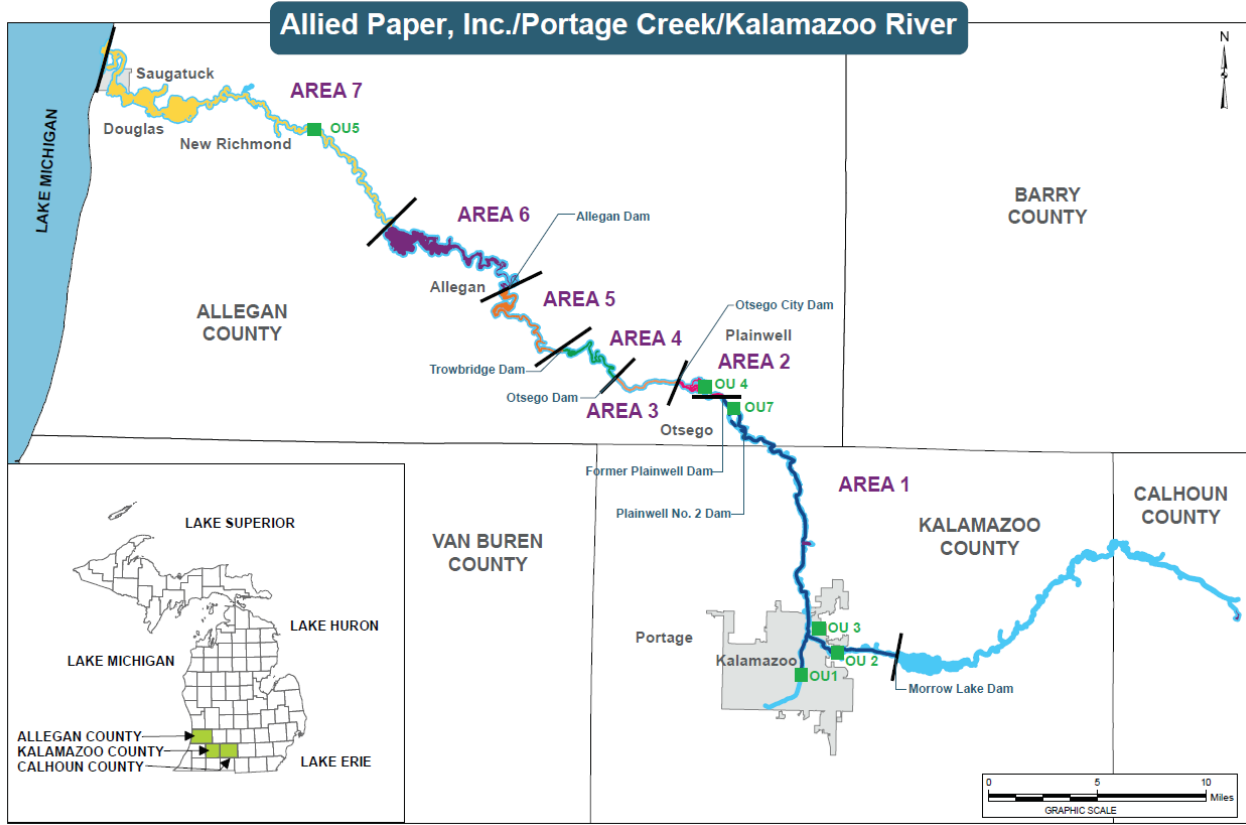 Allied Paper, Inc./Portage Creek/Kalamazoo River
N
Saugatuck
AREA 7
Douglas
OU5
New Richmond
LAKE MICHIGAN
BARRY
COUNTY
AREA 6
Allegan Dam
Allegan
ALLEGAN
COUNTY
AREA 5
Otsego City Dam
Plainwell
AREA 4
Trowbridge Dam
AREA 2
OU 4
Otsego Dam
AREA 3
OU7
Otsego
Former Plainwell Dam
AREA 1
Plainwell No. 2 Dam
CALHOUN
COUNTY
KALAMAZOO
COUNTY
VAN BUREN
COUNTY
Portage
OU 3
Kalamazoo
OU 2
OU1
Morrow Lake Dam
LAKE SUPERIOR
LAKE HURON
LAKE MICHIGAN
ALLEGAN COUNTY
KALAMAZOO COUNTY
CALHOUN COUNTY
LAKE ERIE
0 5 10
Miles
GRAPHIC SCALE